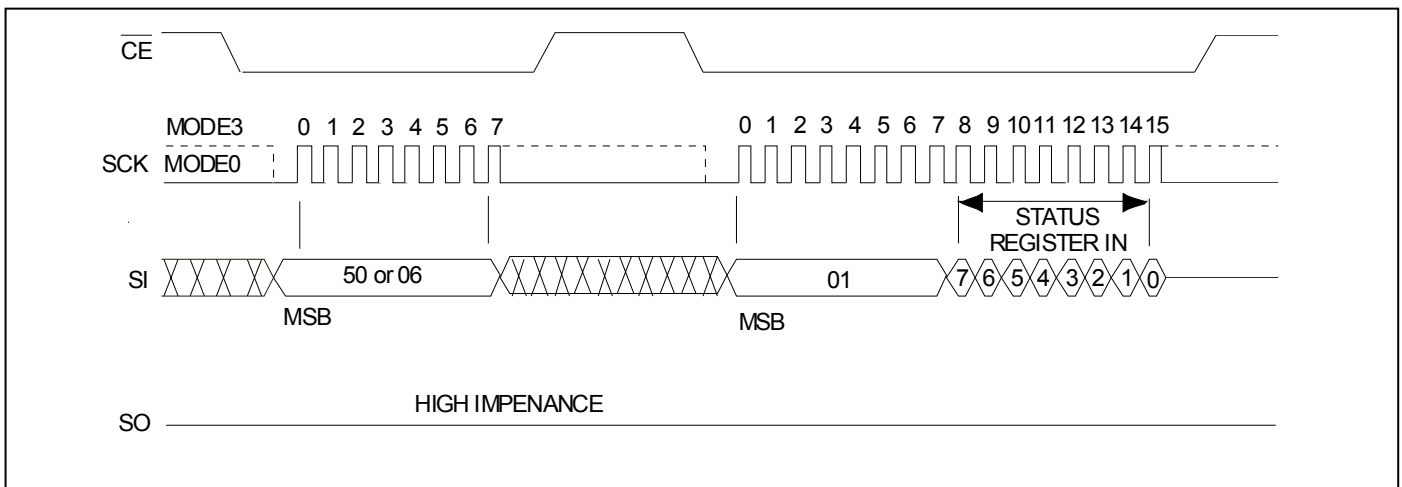 CE
MODE3 0 1 2 3 4 5 6 7 0 1 2 3 4 5 6 7 8 9 10 11 12 13 14 15
SCK MODE0
STATUS
REGISTER IN
SI 50 or 06 01 7 6 5 4 3 2 1 0
MSB MSB
HIGH IMPENANCE
SO